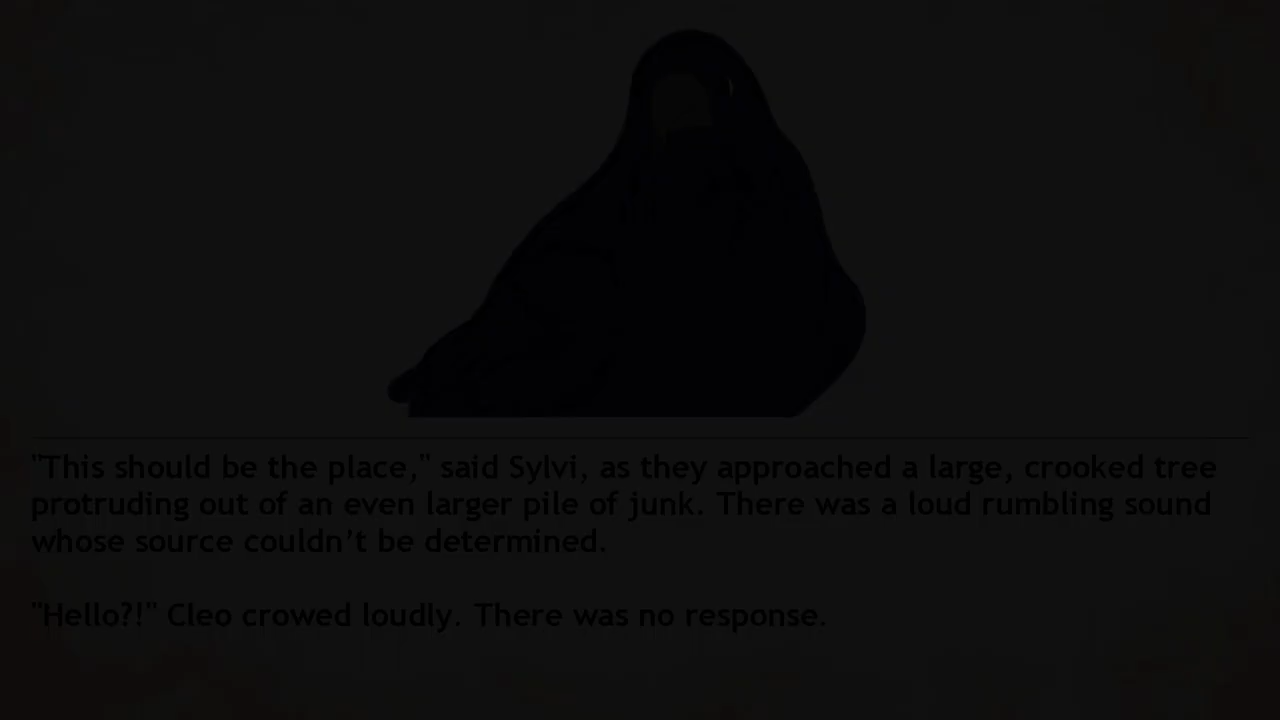 "This should be the place," said Sylvi, as they approached a large, crooked tree
protruding out of an even larger pile of junk. There was a loud rumbling sound
whose source couldn’t be determined.
"Hello?!" Cleo crowed loudly. There was no response.